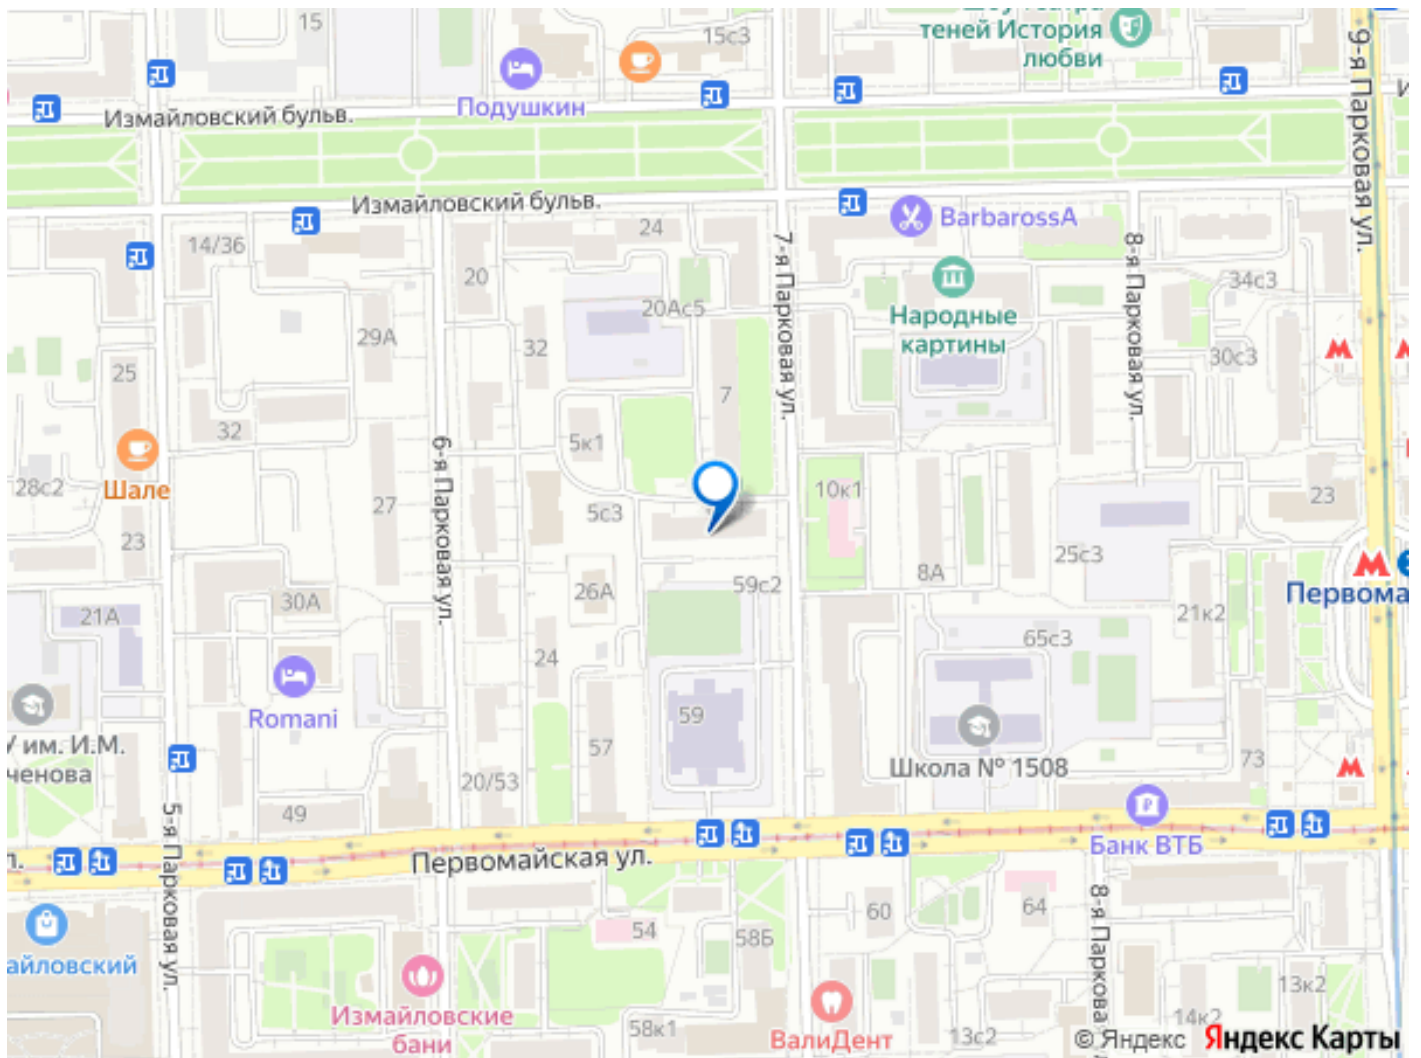 15
15с3
теней История
любви
Подушкин
Измайловский бульв.
9-я Парковая ул.
Измайловский бульв.
BarbarossA
14/36
24
20
7-я Парковая ул.
8-я Парковая ул.
34с3
20Ас5
Народные
картины
29А
32
30с3
25
7
32
5к1
6-я Парковая ул.
28с2
Шале
27
5с3
10к1
23
23
25с3
8А
59с2
26А
30А
21А
Первома
21к2
65с3
24
59
Romani
57
У им. И.М.
ченова
Школа № 1508
73
20/53
49
5-я Парковая ул.
Банк ВТБ
Первомайская ул.
л.
8-я Паркова
60
64
54
58Б
айловский
Измайловские
бани
58к1
ВалиДент
13с2
14к2
13к2
© Яндекс Яндекс Карты